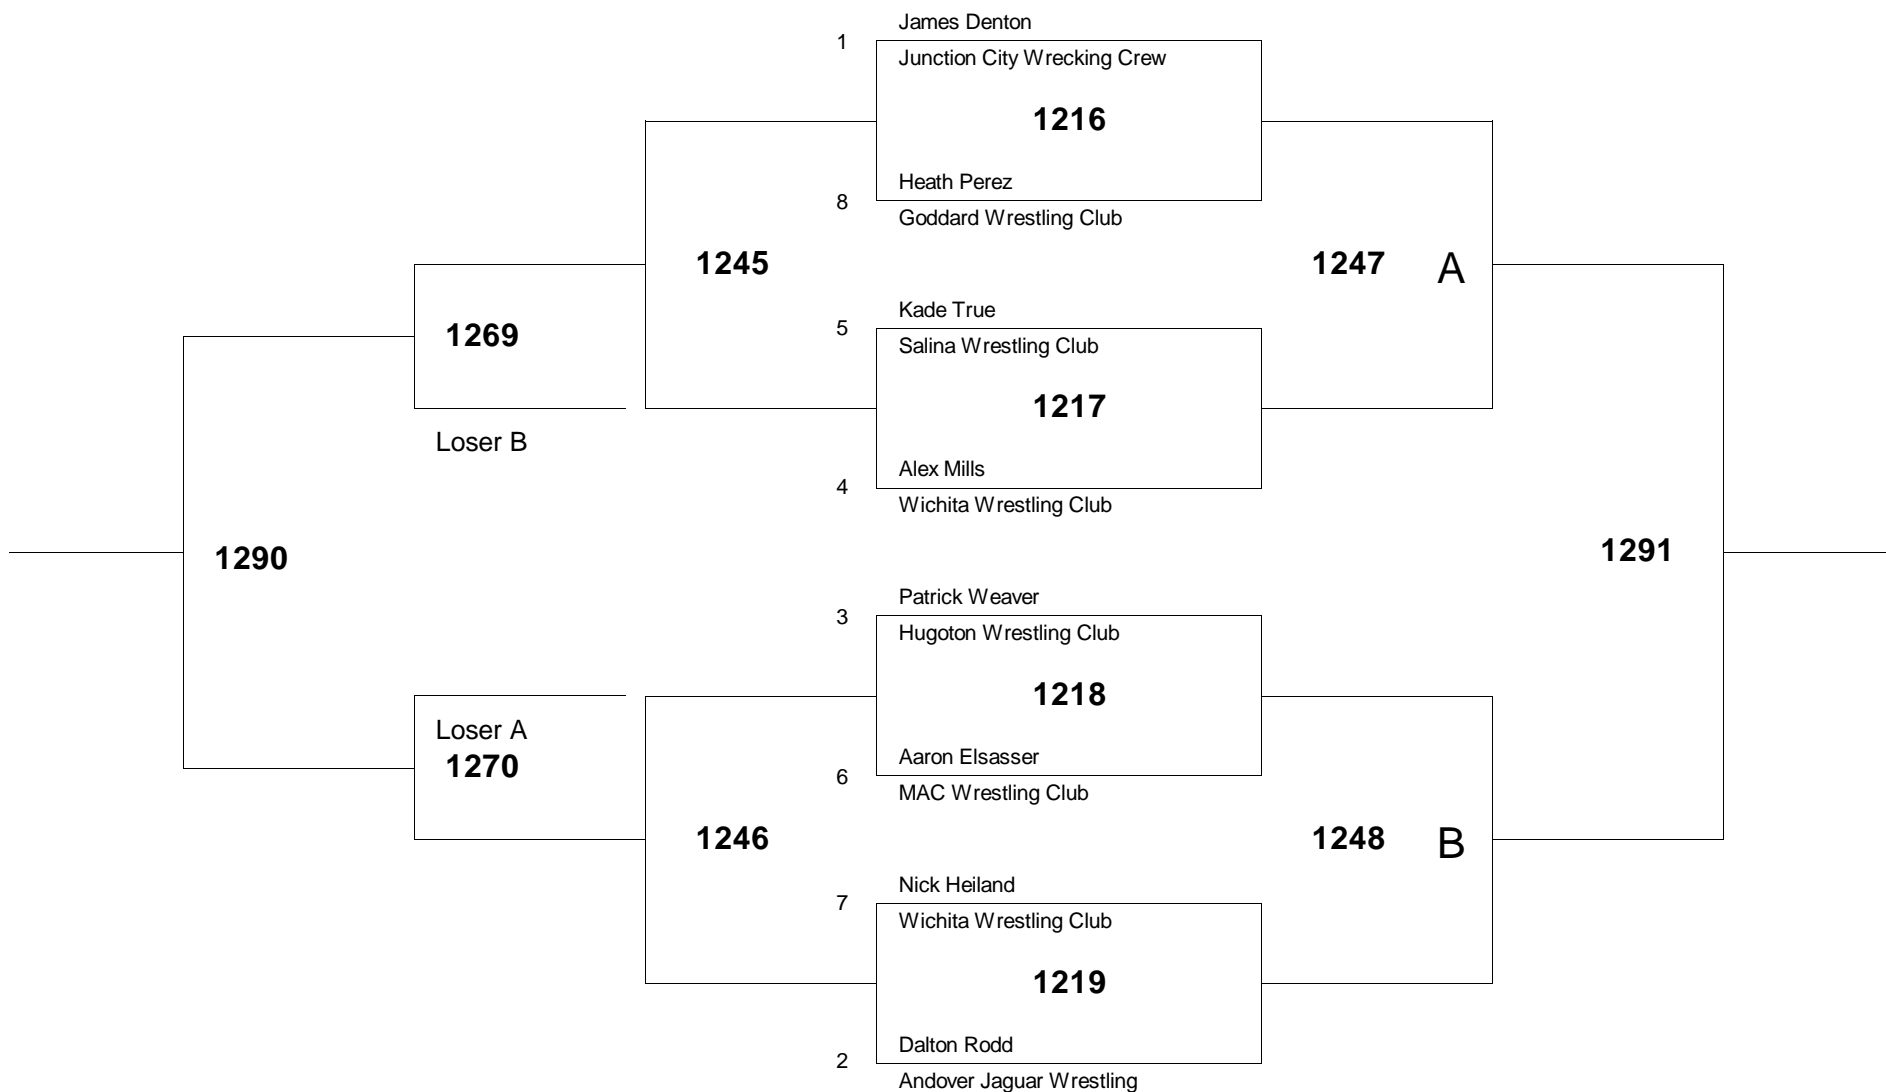 James Denton
1
Junction City Wrecking Crew
1216
Heath Perez
8
Goddard Wrestling Club
1245
1247 A
Kade True
5
Salina Wrestling Club
1269
1217
Loser B
Alex Mills
4
Wichita Wrestling Club
1290
1291
Patrick Weaver
3
Hugoton Wrestling Club
1218
Loser A
1270
Aaron Elsasser
6
MAC Wrestling Club
1246
1248 B
Nick Heiland
7
Wichita Wrestling Club
1219
Dalton Rodd
2
Andover Jaguar Wrestling